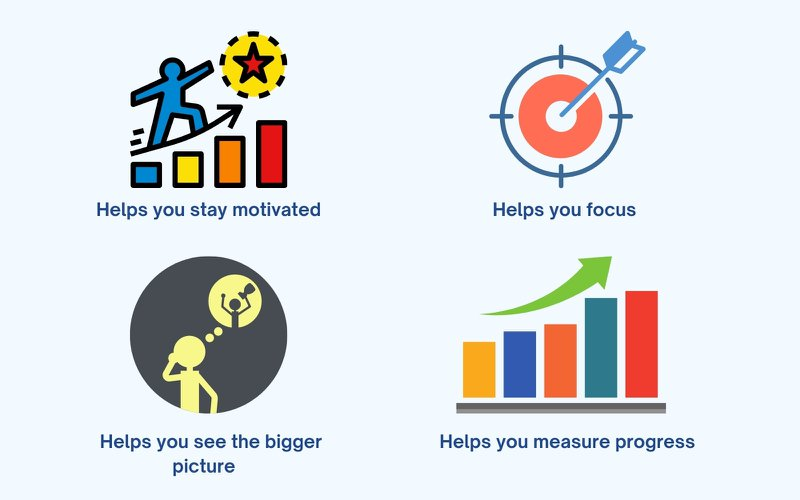 Helps you stay motivated
Helps you focus
Helps you see the bigger
picture
Helps you measure progress